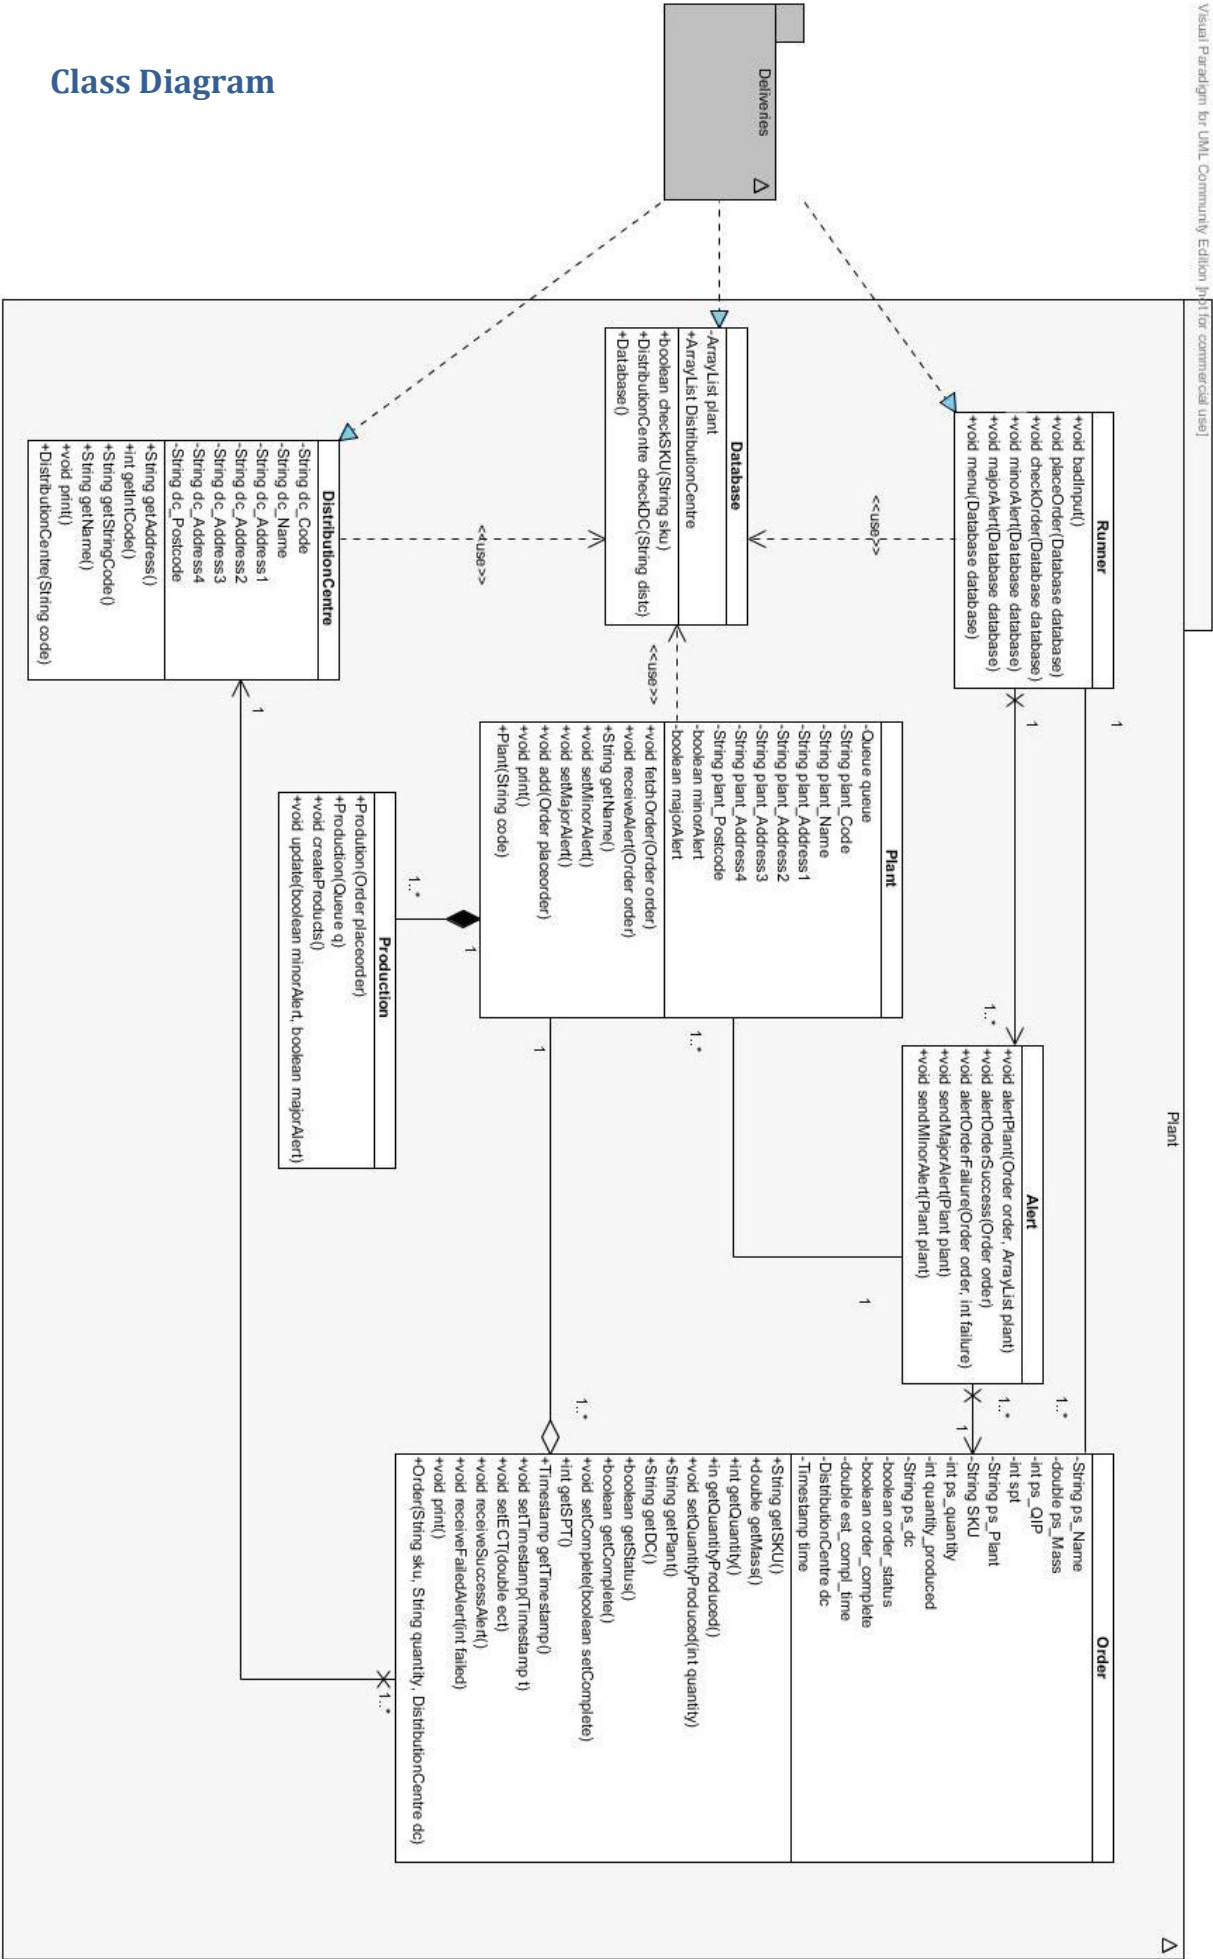 Class Diagram
Visual Paradigm for UML Community Edition [not for commercial use]
Plant
Deliveries
Runner
+void badInput()
+void placeOrder(Database database)
+void checkOrder(Database database)
+void minorAlert(Database database)
+void majorAlert(Database database)
+void menu(Database database)
1
1
1..*
1..*
<<use>>
Alert
+void alertPlant(Order order, ArrayList plant)
+void alertOrderSuccess(Order order)
+void alertOrderFailure(Order order, int failure)
+void sendMajorAlert(Plant plant)
+void sendMInorAlert(Plant plant)
1..*
1
1
1..*
Database
-ArrayList plant
+ArrayList DistributionCentre
+boolean checkSKU(String sku)
+DistributionCentre checkDC(String distc)
+Database()
<<use>>
<<use>>
Plant
-Queue queue
-String plant_Code
-String plant_Name
-String plant_Address1
-String plant_Address2
-String plant_Address3
-String plant_Address4
-String plant_Postcode
-boolean minorAlert
-boolean majorAlert
+void fetchOrder(Order order)
+void receiveAlert(Order order)
+String getName()
+void setMinorAlert()
+void setMajorAlert()
+void add(Order placeorder)
+void print()
+Plant(String code)
1
1..*
1
1..*
Order
-String ps_Name
-double ps_Mass
-int ps_QIP
-int spt
-String ps_Plant
-String SKU
-int ps_quantity
-int quantity_produced
-String ps_dc
-boolean order_status
-boolean order_complete
-double est_compl_time
-DistributionCentre dc
-Timestamp time
+String getSKU()
+double getMass()
+int getQuantity()
+in getQuantityProduced()
+void setQuantityProduced(int quantity)
+String getPlant()
+String getDC()
+boolean getStatus()
+boolean getComplete()
+void setComplete(boolean setComplete)
+int getSPT()
+Timestamp getTimestamp()
+void setTimestamp(Timestamp t)
+void setECT(double ect)
+void receiveSuccessAlert()
+void receiveFailedAlert(int failed)
+void print()
+Order(String sku, String quantity, DistributionCentre dc)
DistributionCentre
-String dc_Code
-String dc_Name
-String dc_Address1
-String dc_Address2
-String dc_Address3
-String dc_Address4
-String dc_Postcode
+String getAddress()
+int getIntCode()
+String getStringCode()
+String getName()
+void print()
+DistributionCentre(String code)
1
1..*
Production
+Prodution(Order placeorder)
+Production(Queue q)
+void createProducts()
+void update(boolean minorAlert, boolean majorAlert)